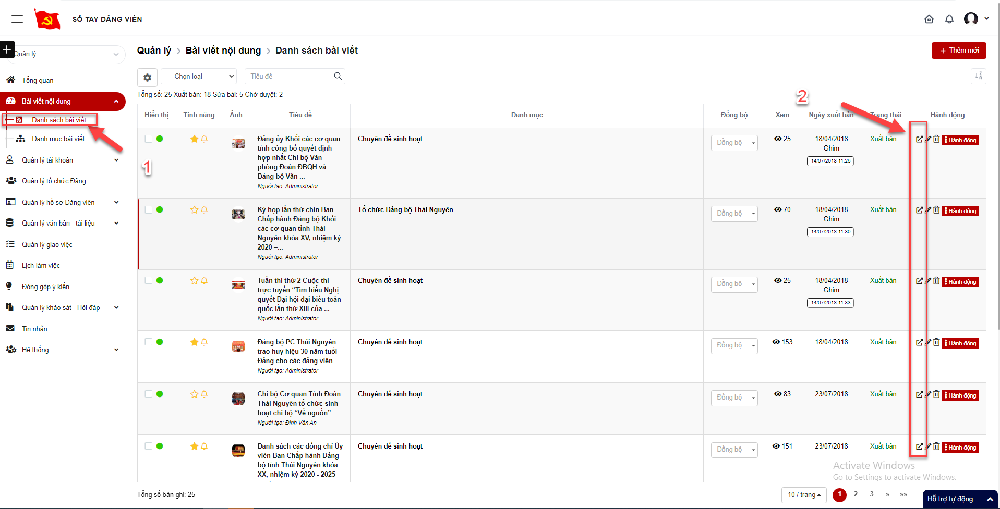 SỔ TAY ĐẢNG VIÊN
Quản lý
Tổng quan
Bài viết nội dung
Danh sách bài viết
Danh mục bài viết
Quản lý tài khoản
Quản lý tổ chức Đảng
Quản lý hồ sơ Đảng viên
Quản lý văn bản - tài liệu
Quản lý giao việc
Lịch làm việc
Đóng góp ý kiến
Quản lý khảo sát - Hỏi đáp
Tin nhắn
Hệ thống
Quản lý > Bài viết nội dung > Danh sách bài viết
+ Thêm mới
-- Chọn loại --
Tiêu đề
Tổng số: 25 Xuất bản: 18 Sửa bài: 5 Chờ duyệt: 2
1
2
Hiển thị Tính năng Ảnh Tiêu đề Danh mục Đồng bộ Xem Ngày xuất bản Trạng thái Hành động
Đảng ủy Khối các cơ quan
tỉnh công bố quyết định
hợp nhất Chi bộ Văn
phòng Đoàn ĐBQH và
Đảng bộ Văn ...
Người tạo: Administrator
Chuyên đề sinh hoạt
Đồng bộ
25
18/04/2018
Ghim
14/07/2018 11:26
Xuất bản
Hành động
Kỳ họp lần thứ chín Ban
Chấp hành Đảng bộ Khối
các cơ quan tỉnh Thái
Nguyên khóa XV, nhiệm kỳ
2020 –...
Người tạo: Administrator
Tổ chức Đảng bộ Thái Nguyên
Đồng bộ
70
18/04/2018
Ghim
14/07/2018 11:30
Xuất bản
Hành động
Tuần thi thứ 2 Cuộc thi
trực tuyến “Tìm hiểu Nghị
quyết Đại hội đại biểu toàn
quốc lần thứ XIII của ...
Người tạo: Administrator
Chuyên đề sinh hoạt
Đồng bộ
25
18/04/2018
Ghim
14/07/2018 11:33
Xuất bản
Hành động
Đảng bộ PC Thái Nguyên
trao huy hiệu 30 năm tuổi
Đảng cho các đảng viên
Người tạo: Administrator
Chuyên đề sinh hoạt
Đồng bộ
153
18/04/2018
Xuất bản
Hành động
Chi bộ Cơ quan Tỉnh Đoàn
Thái Nguyên tổ chức sinh
hoạt chi bộ “Về nguồn”
Người tạo: Đinh Văn An
Chuyên đề sinh hoạt
Đồng bộ
83
23/07/2018
Xuất bản
Hành động
Danh sách các đồng chí Ủy
viên Ban Chấp hành Đảng
bộ tỉnh Thái Nguyên khóa
XX, nhiệm kỳ 2020 - 2025
Chuyên đề sinh hoạt
Đồng bộ
151
23/07/2018
Xuất bản
Hành động
Activate Windows
Go to Settings to activate Windows.
Tổng số bản ghi: 25
10 / trang
1 2 3 » »»
Hỗ trợ tự động